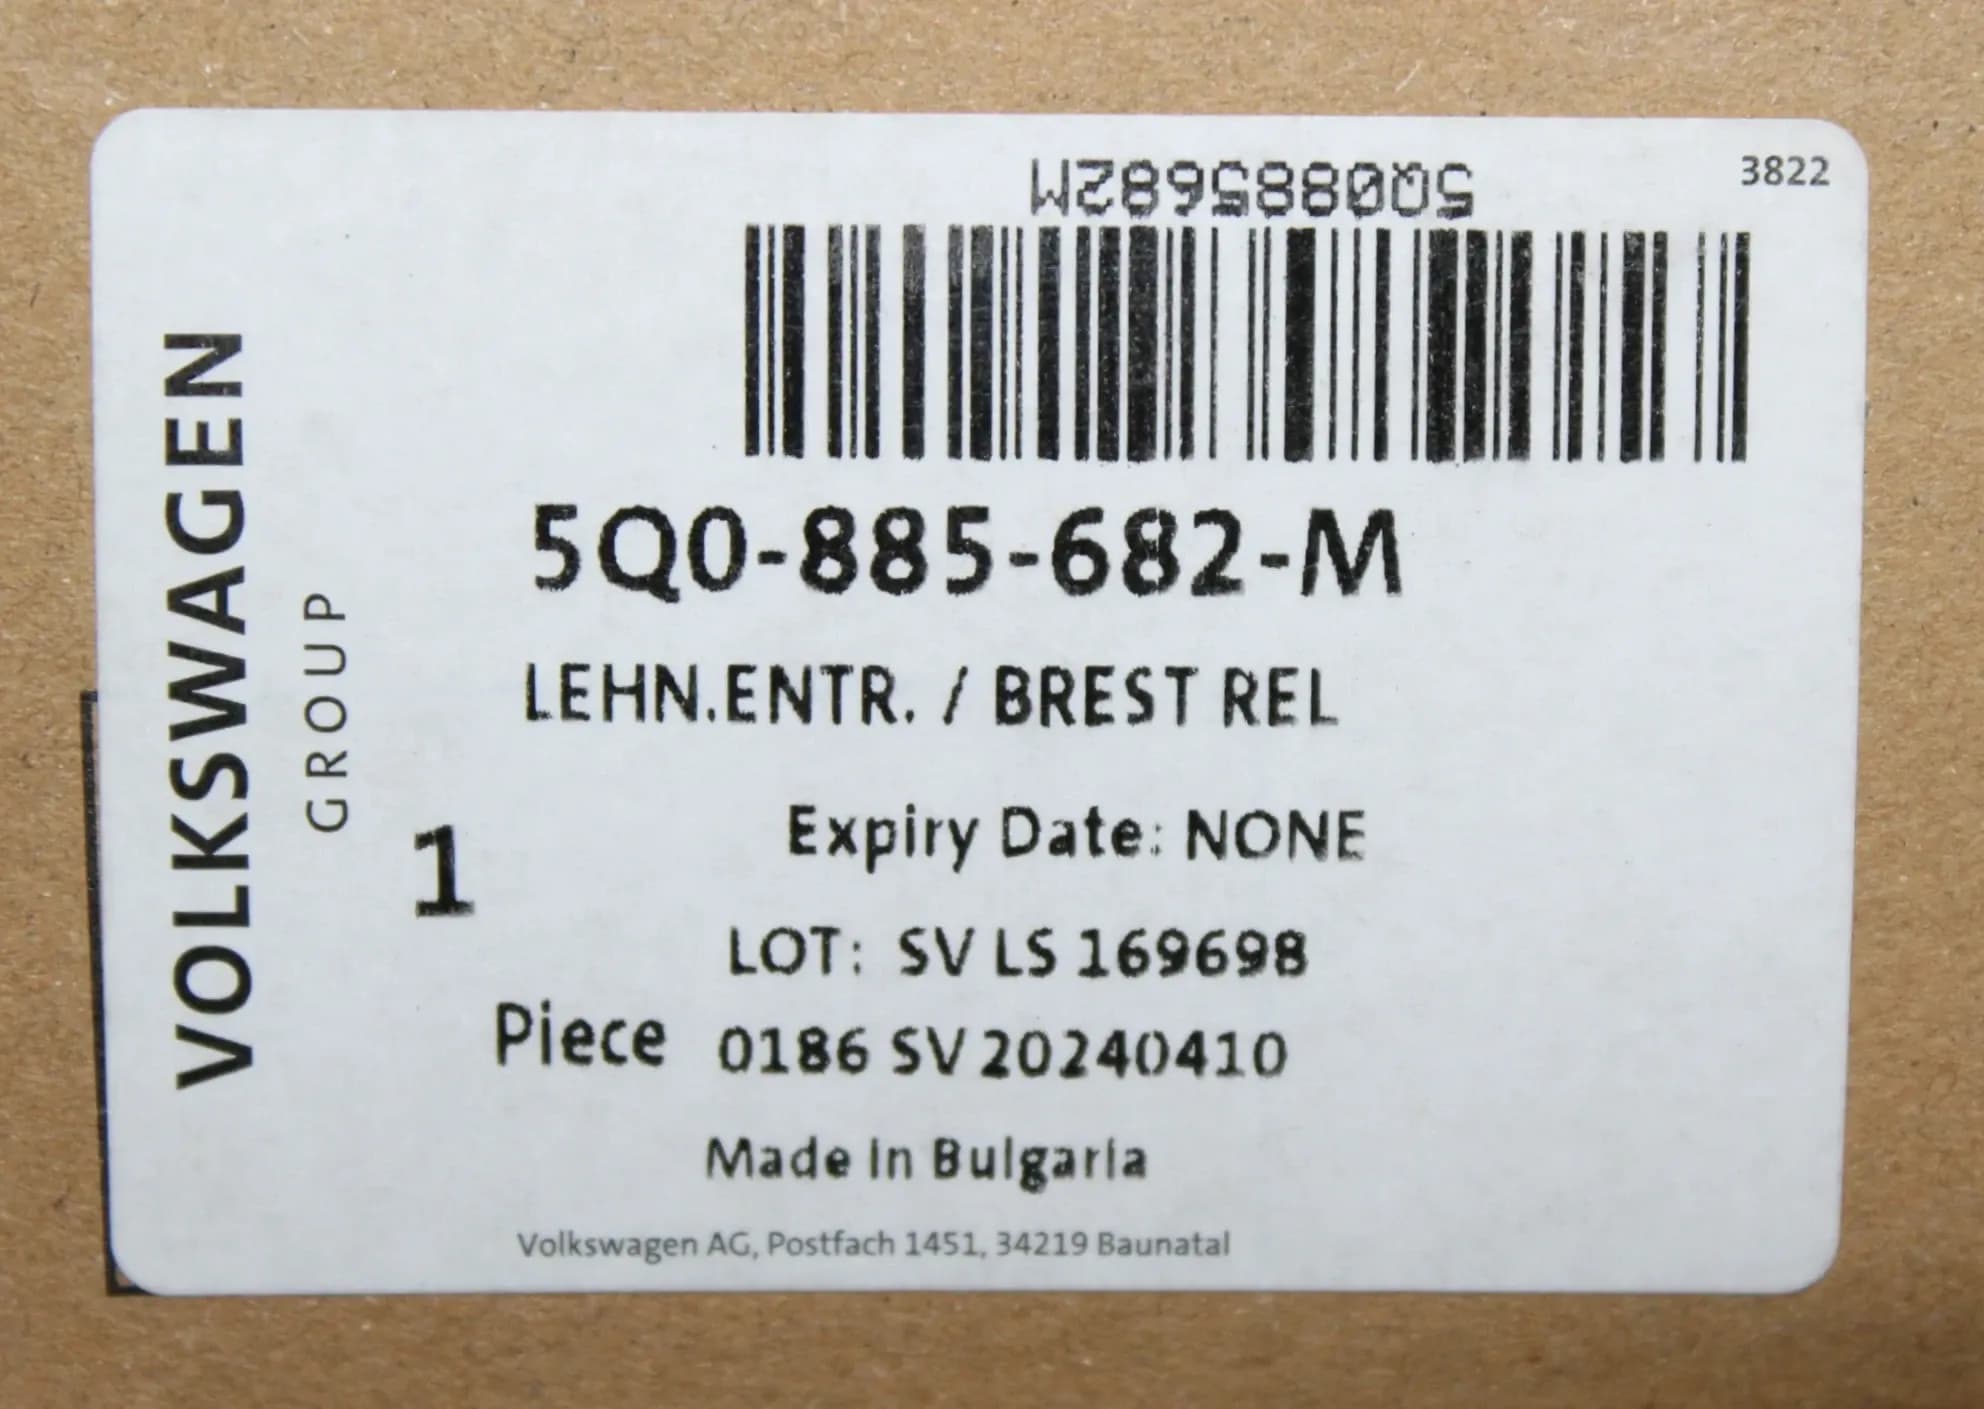 3822
5Q0885682M
VOLKSWAGEN
GROUP
5Q0-885-682-M
LEHN.ENTR. / BREST REL
1
Expiry Date: NONE
LOT: SV LS 169698
Piece 0186 SV 20240410
Made In Bulgaria
Volkswagen AG, Postfach 1451, 34219 Baunatal